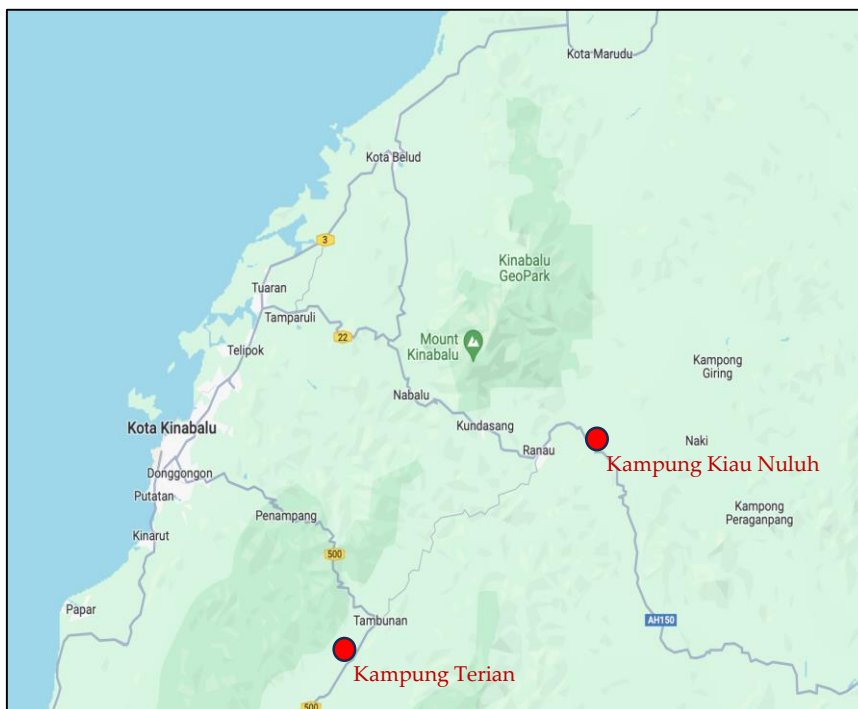 Kota Marudu
Kota Belud
3
Kinabalu
GeoPark
Tuaran
Tamparuli
22
Mount
Kinabalu
Telipok
Kampong
Giring
Nabalu
Kota Kinabalu
Kundasang
Ranau
Naki
Kampung Kiau Nuluh
Donggongon
Putatan
Penampang
Kampong
Peraganpang
Kinarut
500
Papar
Tambunan
AH150
Kampung Terian
500